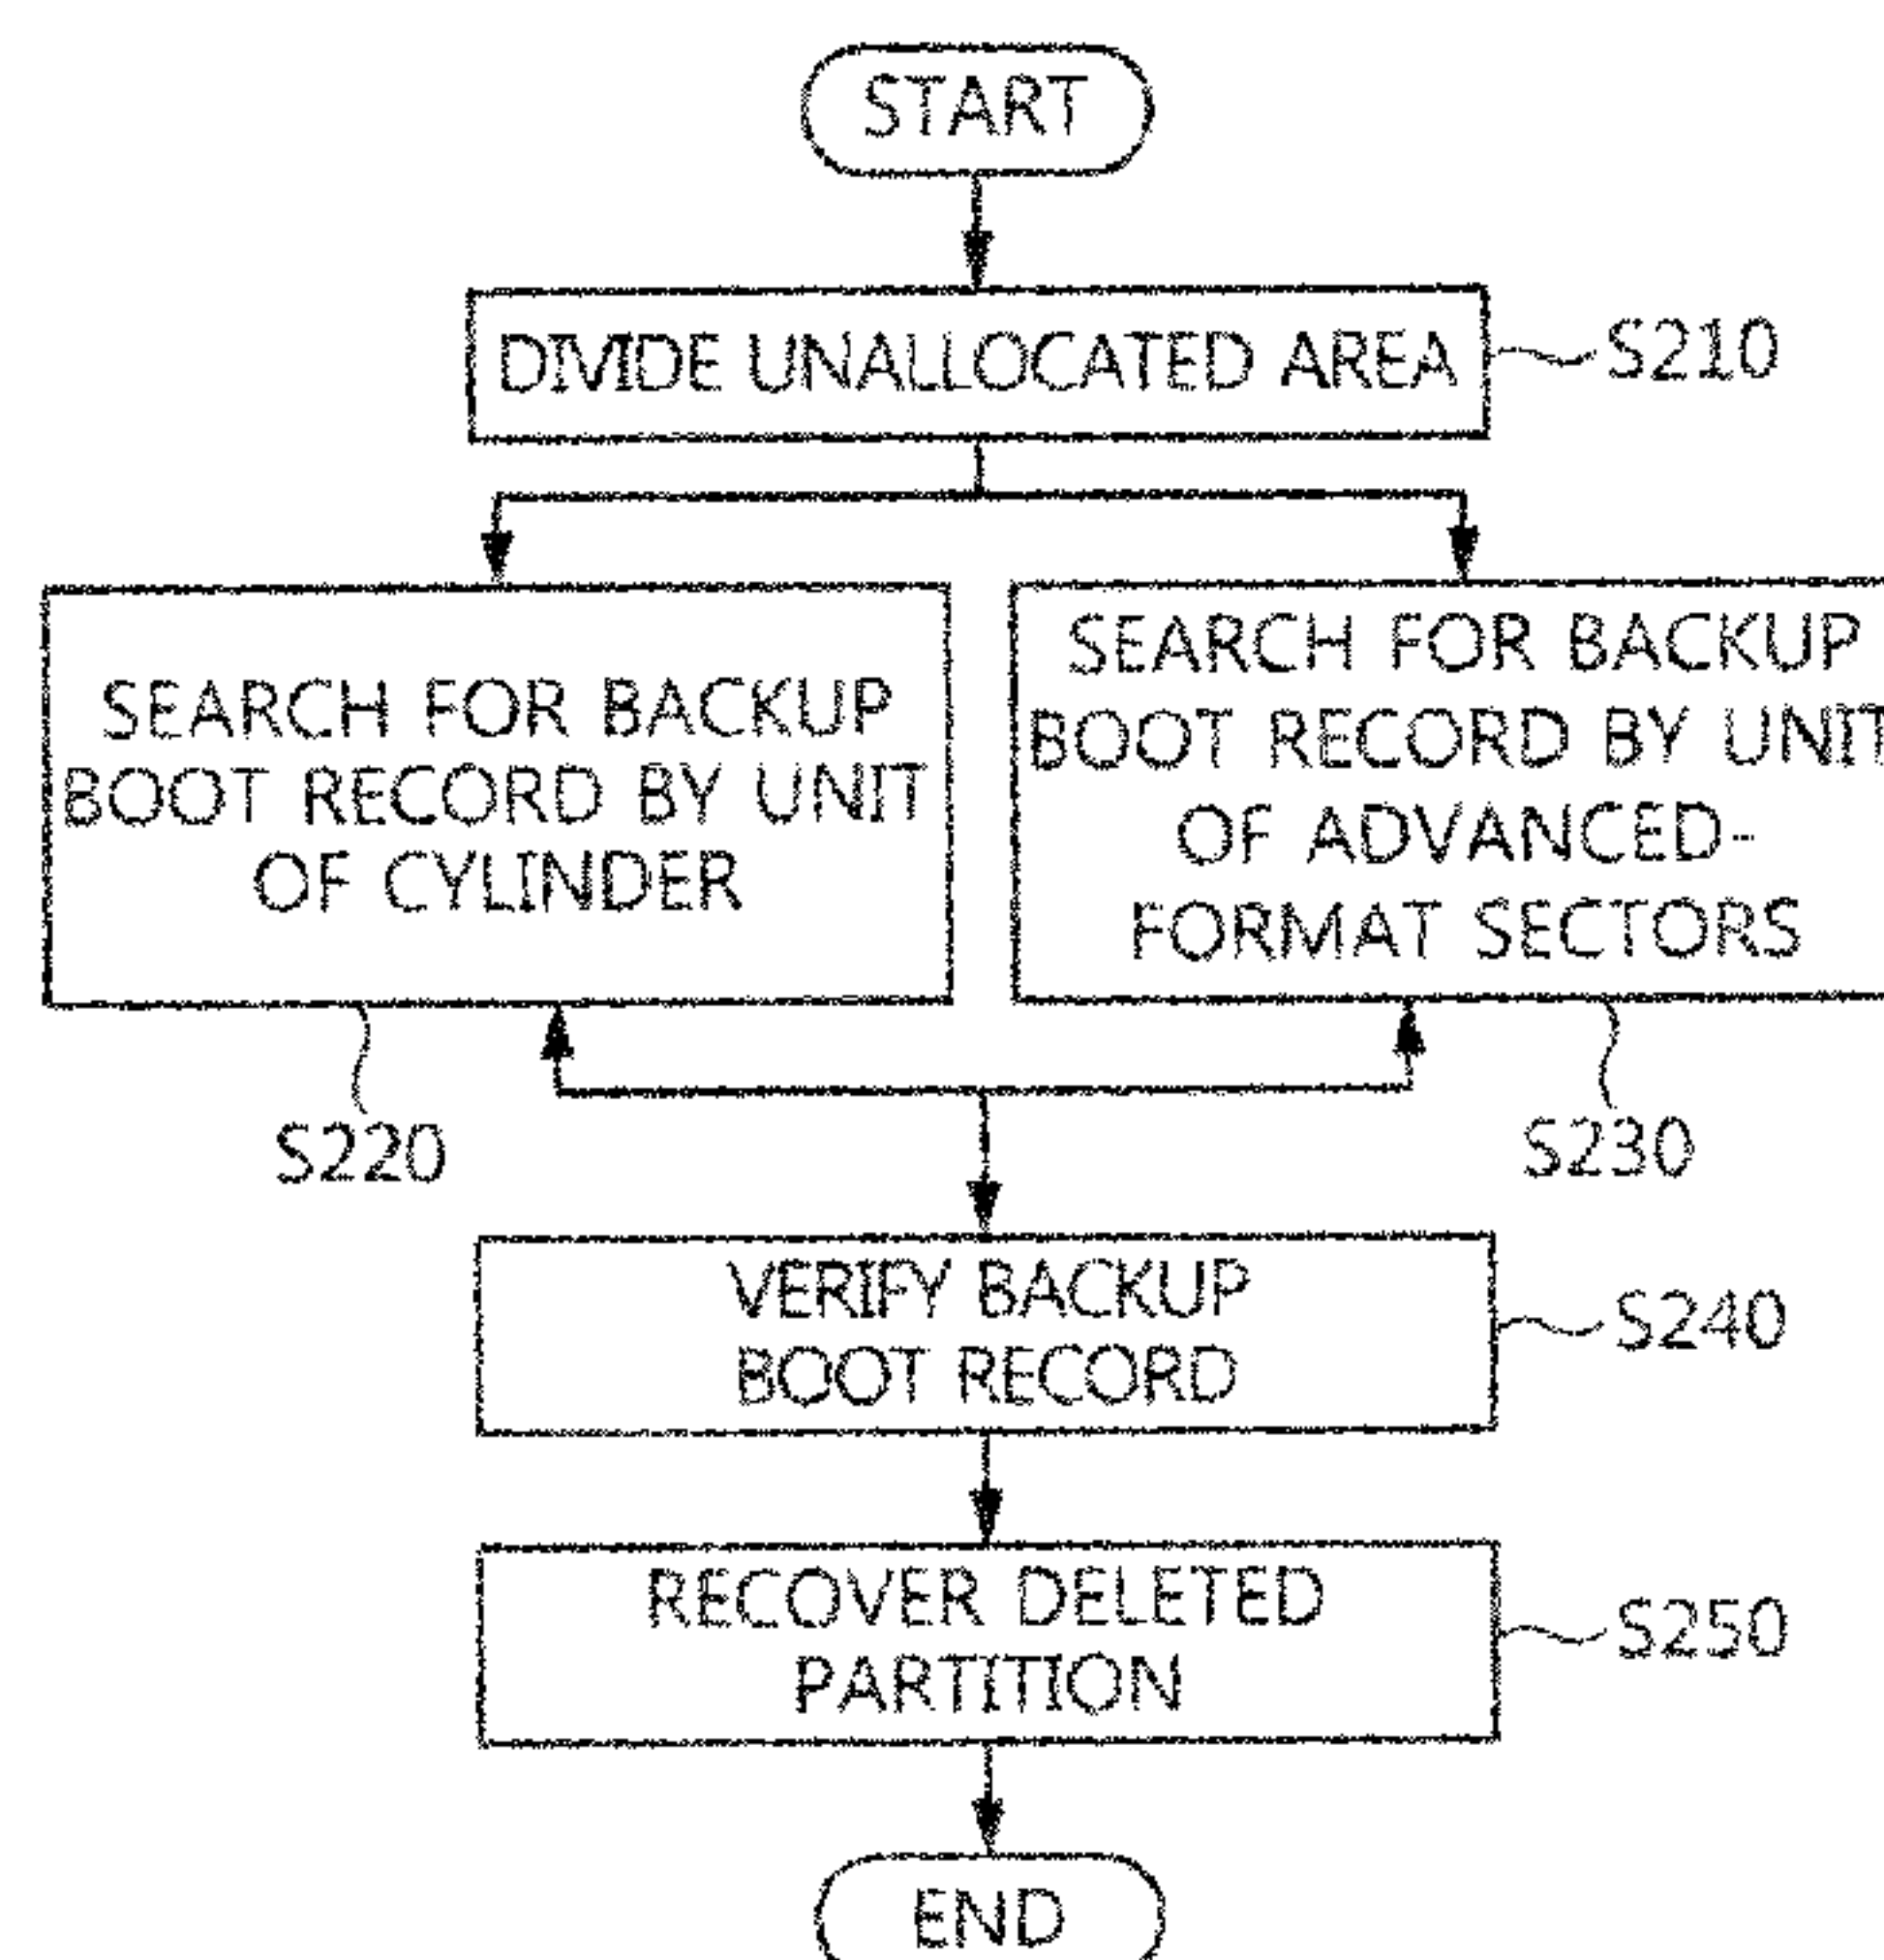 START
DIVIDE UNALLOCATED AREA
S210
SEARCH FOR BACKUP
BOOT RECORD BY UNIT
OF CYLINDER
S220
SEARCH FOR BACKUP
BOOT RECORD BY UNIT
OF ADVANCED-
FORMAT SECTORS
S230
VERIFY BACKUP
BOOT RECORD
S240
RECOVER DELETED
PARTITION
S250
END